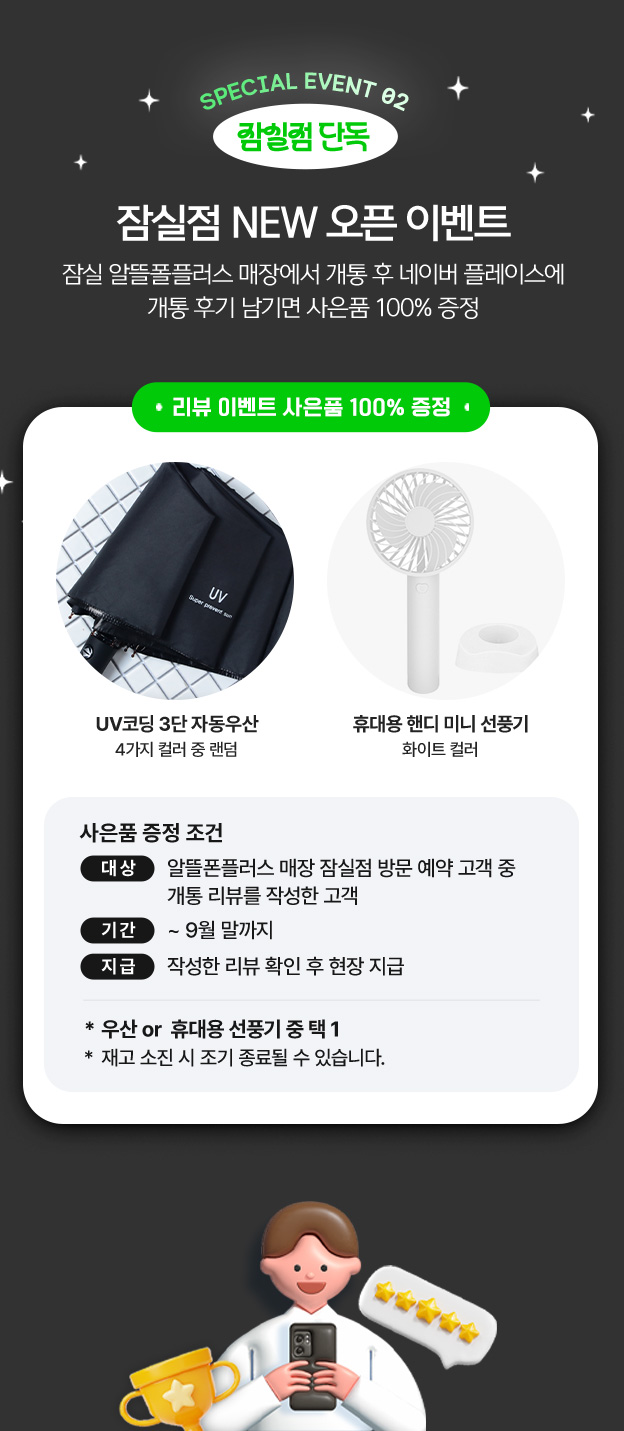 SPECIAL EVENT 02
잠실점 단독
잠실점 NEW 오픈 이벤트
잠실 알뜰폴플러스 매장에서 개통 후 네이버 플레이스에
개통 후기 남기면 사은품 100% 증정
리뷰 이벤트 사은품 100% 증정
UV
Super prevent sun
UV코딩 3단 자동우산
4가지 컬러 중 랜덤
휴대용 핸디 미니 선풍기
화이트 컬러
사은품 증정 조건
대상 알뜰폰플러스 매장 잠실점 방문 예약 고객 중
개통 리뷰를 작성한 고객
기간 ~ 9월 말까지
지급 작성한 리뷰 확인 후 현장 지급
* 우산 or 휴대용 선풍기 중 택 1
* 재고 소진 시 조기 종료될 수 있습니다.